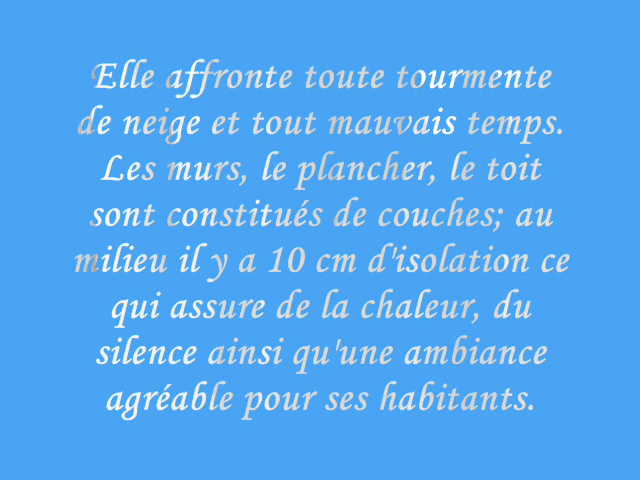 Elle affronte toute tourmente
de neige et tout mauvais temps.
Les murs, le plancher, le toit
sont constitués de couches; au
milieu il y a 10 cm d'isolation ce
qui assure de la chaleur, du
silence ainsi qu'une ambiance
agréable pour ses habitants.